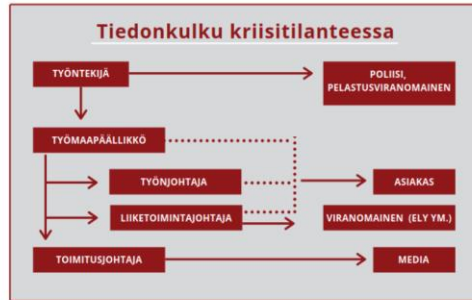 Tiedonkulku kriisitilanteessa
TYÖNTEKIJÄ
POLIISI,
PELASTUSVIRANOMAINEN
TYÖMAAPÄÄLLIKKÖ
TYÖNJOHTAJA
ASIAKAS
LIIKETOIMINTAJOHTAJA
VIRANOMAINEN (ELY YM.)
TOIMITUSJOHTAJA
MEDIA